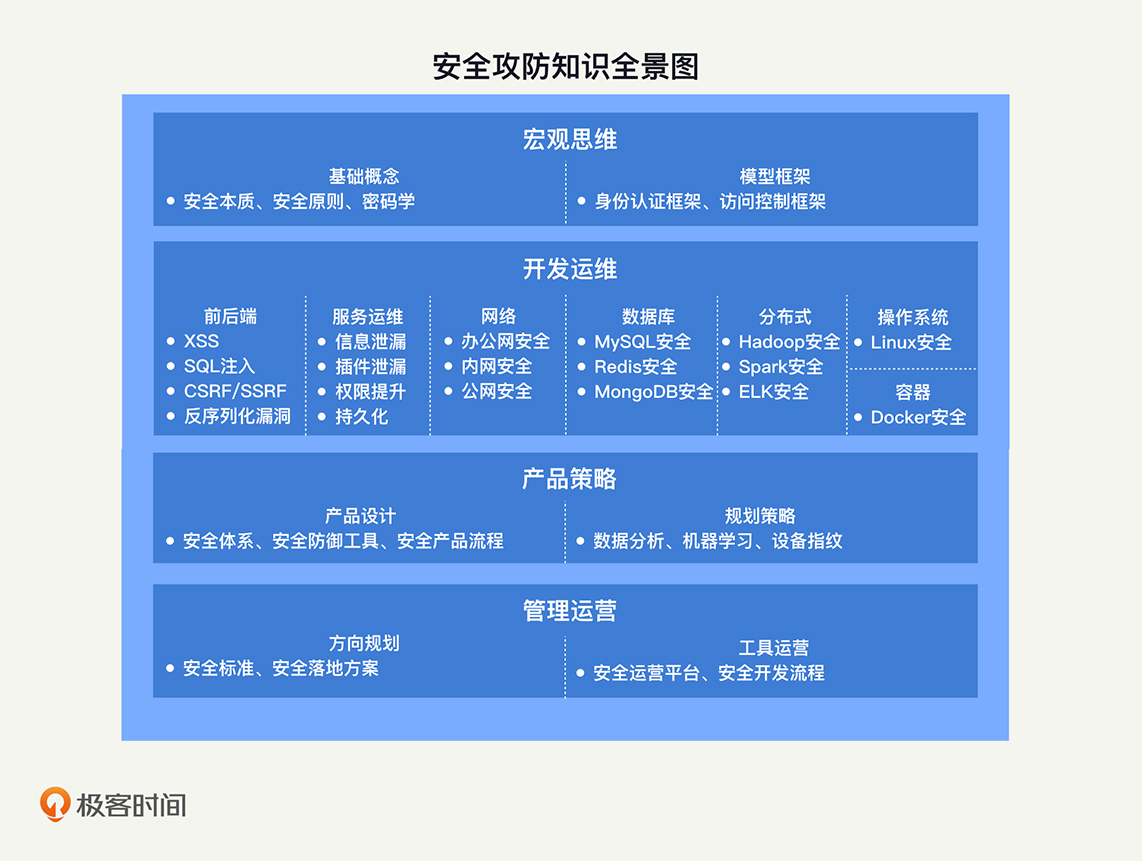 安全攻防知识全景图
宏观思维
基础概念
• 安全本质、安全原则、密码学
模型框架
• 身份认证框架、访问控制框架
开发运维
前后端
• XSS
• SQL注入
• CSRF/SSRF
• 反序列化漏洞
服务运维
• 信息泄漏
• 插件泄漏
• 权限提升
• 持久化
网络
• 办公网安全
• 内网安全
• 公网安全
数据库
• MySQL安全
• Redis安全
• MongoDB安全
分布式
• Hadoop安全
• Spark安全
• ELK安全
操作系统
• Linux安全
容器
• Docker安全
产品策略
产品设计
• 安全体系、安全防御工具、安全产品流程
规划策略
• 数据分析、机器学习、设备指纹
管理运营
方向规划
• 安全标准、安全落地方案
工具运营
• 安全运营平台、安全开发流程
极客时间